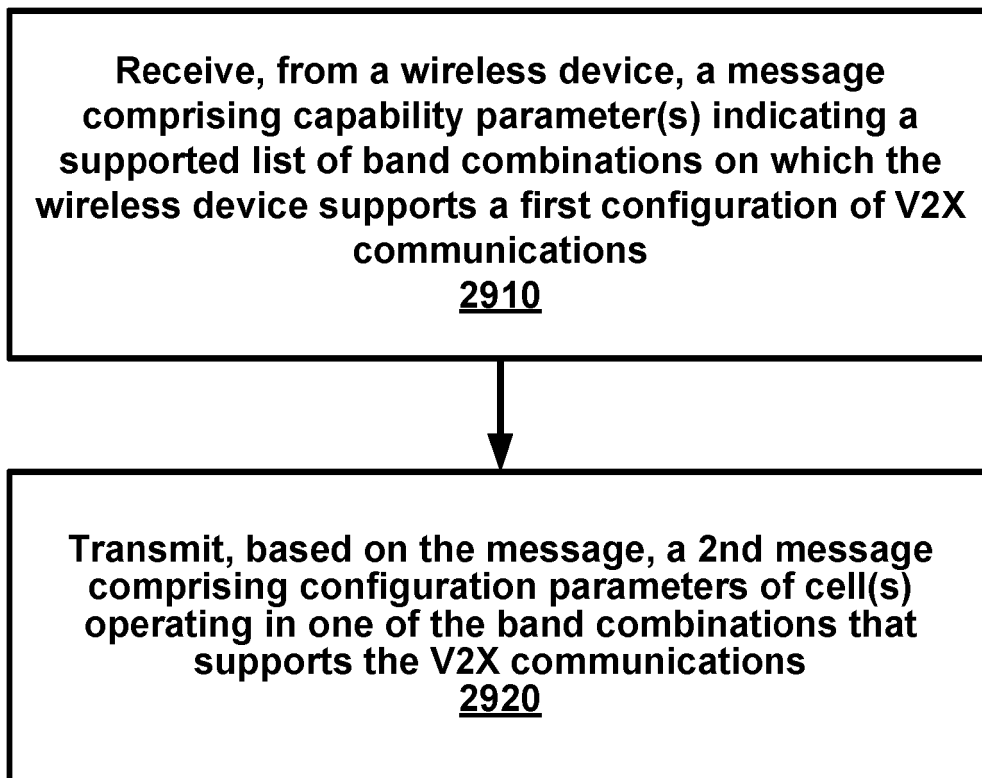 Receive, from a wireless device, a message
comprising capability parameter(s) indicating a
supported list of band combinations on which the
wireless device supports a first configuration of V2X
communications
2910
Transmit, based on the message, a 2nd message
comprising configuration parameters of cell(s)
operating in one of the band combinations that
supports the V2X communications
2920